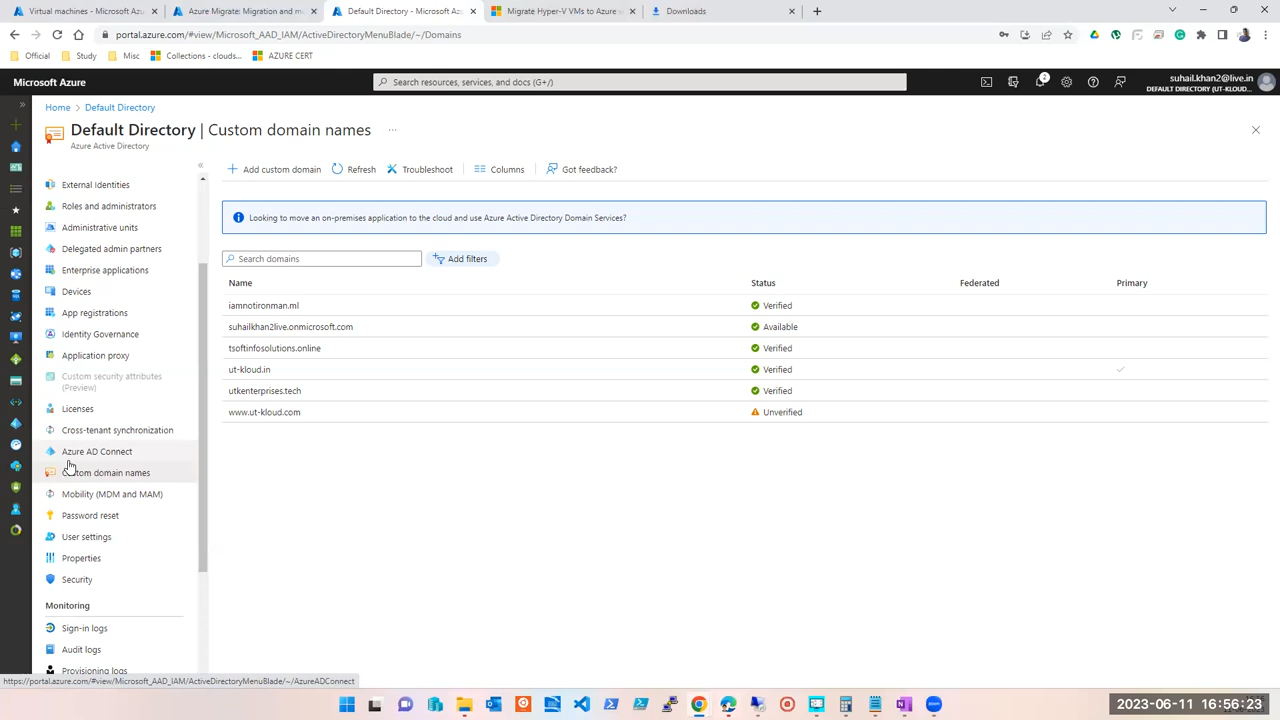 Virtual machines - Microsoft Azu
Azure Migrate: Migration and m
Default Directory - Microsoft Az
Migrate Hyper-V VMs to Azure
Downloads
portal.azure.com/#view/Microsoft_AAD_IAM/ActiveDirectoryMenuBlade/~/Domains
Official
Study
Misc
Collections - clouds...
AZURE CERT
Microsoft Azure
Search resources, services, and docs (G+/)
2
suhail.khan2@live.in
DEFAULT DIRECTORY (UT-KLOUD...
Home > Default Directory
Default Directory | Custom domain names ...
Azure Active Directory
External Identities
Roles and administrators
Administrative units
Delegated admin partners
Enterprise applications
Devices
App registrations
Identity Governance
Application proxy
Custom security attributes
(Preview)
Licenses
Cross-tenant synchronization
Azure AD Connect
Custom domain names
Mobility (MDM and MAM)
Password reset
User settings
Properties
Security
Monitoring
Sign-in logs
Audit logs
Provisioning logs
Add custom domain
Refresh
Troubleshoot
Columns
Got feedback?
Looking to move an on-premises application to the cloud and use Azure Active Directory Domain Services?
Search domains
Add filters
Name Status Federated Primary
iamnotironman.ml Verified
suhailkhan2live.onmicrosoft.com Available
tsoftinfosolutions.online Verified
ut-kloud.in Verified
utkenterprises.tech Verified
www.ut-kloud.com Unverified
https://portal.azure.com/#view/Microsoft_AAD_IAM/ActiveDirectoryMenuBlade/~/AzureADConnect
2023-06-11 16:56:23